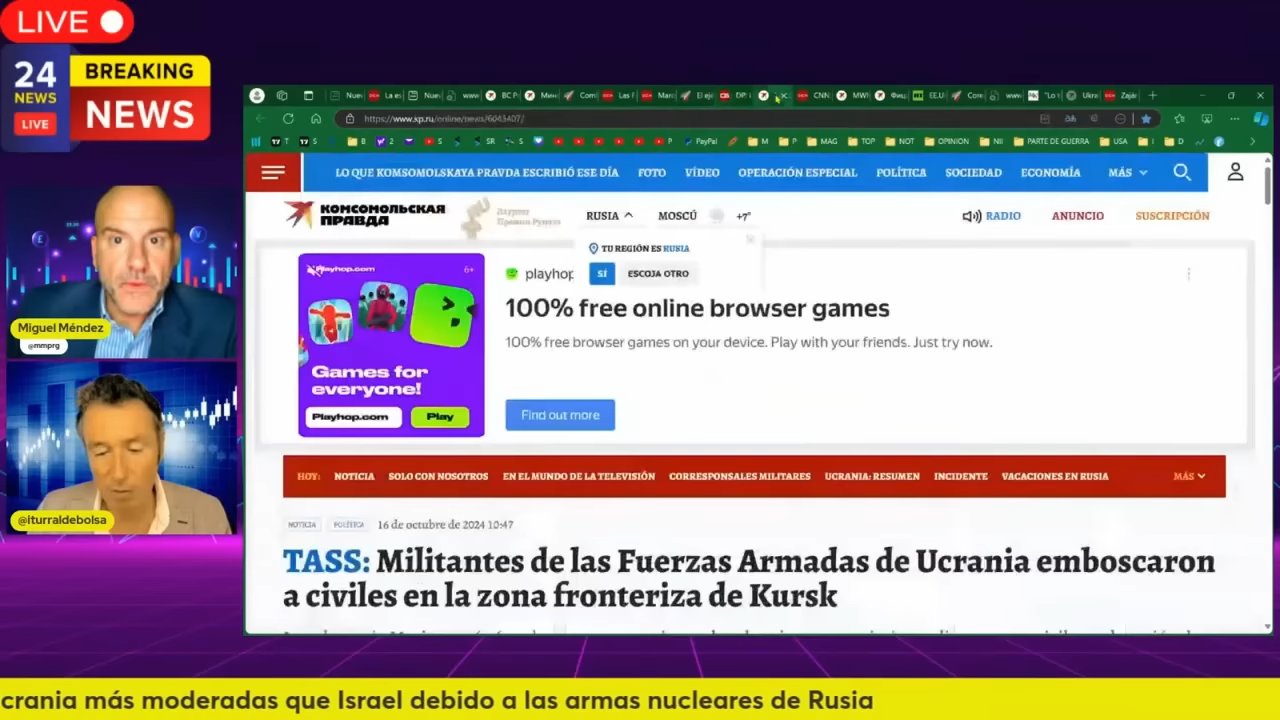 LIVE
24
NEWS
LIVE
BREAKING
NEWS
Miguel Méndez
@mmprg
@iturraldebolsa
https://www.kp.ru/online/news/6043407/
PayPal
MAG
TOP
NOT
OPINION
NII
PARTE DE GUERRA
USA
LO QUE KOMSOMOLSKAYA PRAVDA ESCRIBIÓ ESE DÍA
FOTO
VÍDEO
OPERACIÓN ESPECIAL
POLÍTICA
SOCIEDAD
ECONOMÍA
MÁS
КОМСОМОЛЬСКАЯ
ПРАВДА
RUSIA
MOSCÚ
+7°
RADIO
ANUNCIO
SUSCRIPCIÓN
TU REGIÓN ES RUSIA
SÍ
ESCOJA OTRO
Playhop.com
6+
Games for
everyone!
Playhop.com
Play
playhop
100% free online browser games
100% free browser games on your device. Play with your friends. Just try now.
Find out more
HOY:
NOTICIA
SOLO CON NOSOTROS
EN EL MUNDO DE LA TELEVISIÓN
CORRESPONSALES MILITARES
UCRANIA: RESUMEN
INCIDENTE
VACACIONES EN RUSIA
MÁS
NOTICIA
POLÍTICA
16 de octubre de 2024 10:47
TASS: Militantes de las Fuerzas Armadas de Ucrania emboscaron
a civiles en la zona fronteriza de Kursk
crania más moderadas que Israel debido a las armas nucleares de Rusia